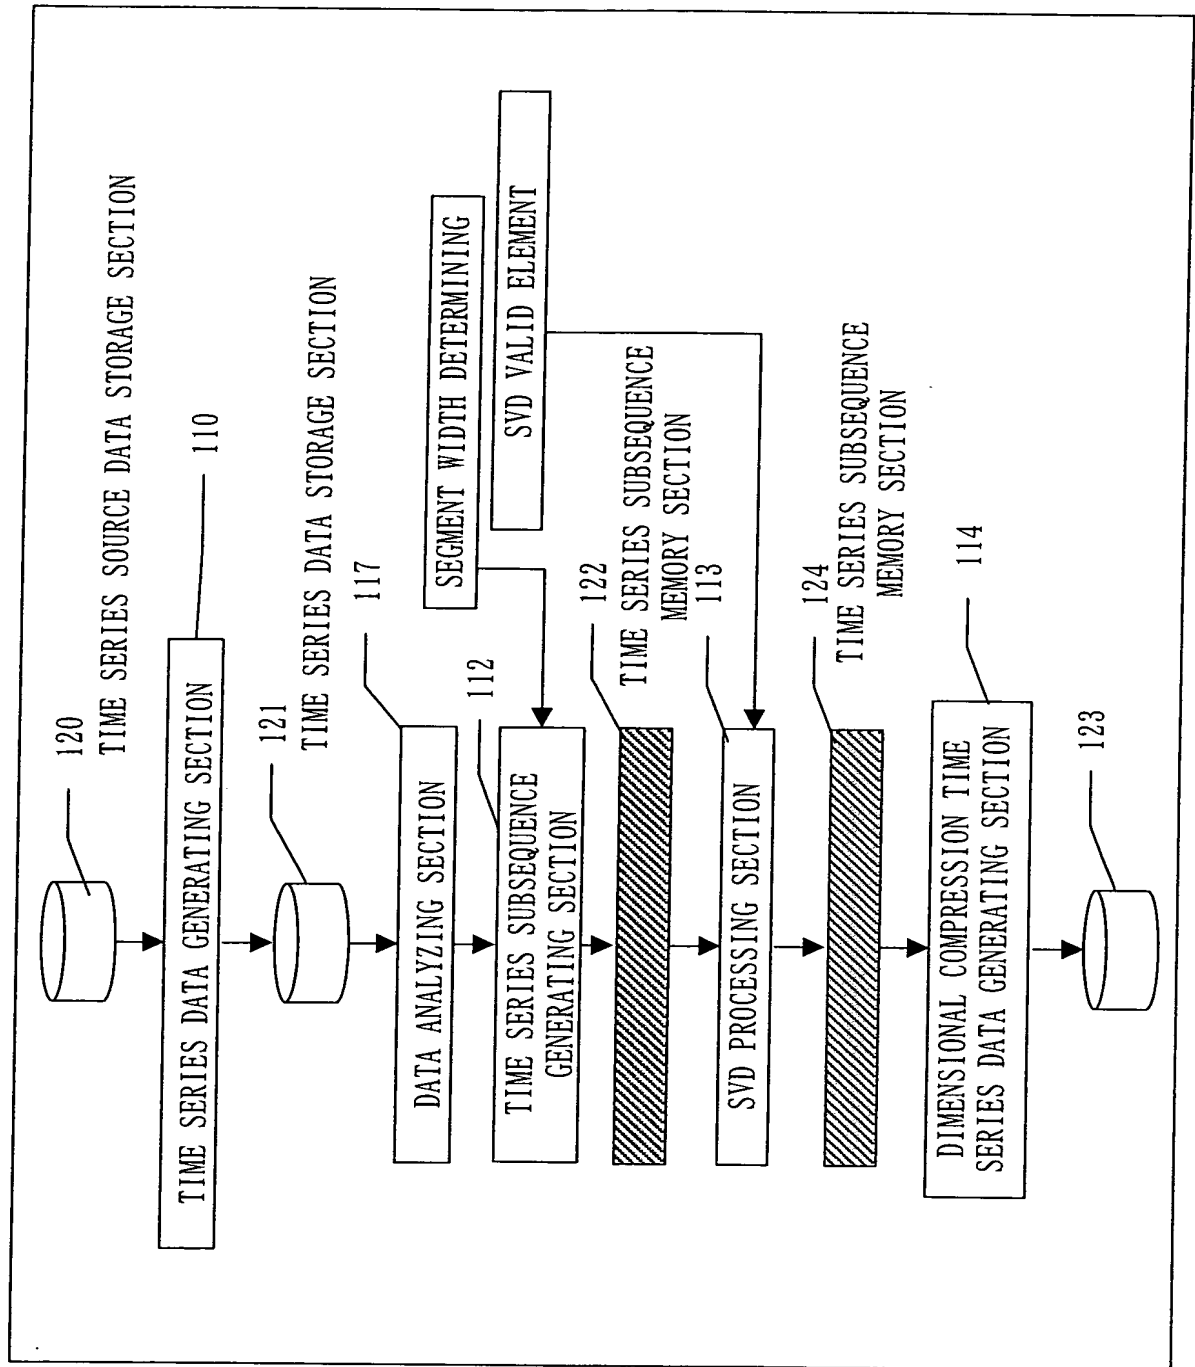 120
TIME SERIES SOURCE DATA STORAGE SECTION
TIME SERIES DATA GENERATING SECTION
110
121
TIME SERIES DATA STORAGE SECTION
117
DATA ANALYZING SECTION
SEGMENT WIDTH DETERMINING
112
TIME SERIES SUBSEQUENCE
GENERATING SECTION
SVD VALID ELEMENT
122
TIME SERIES SUBSEQUENCE
MEMORY SECTION
113
SVD PROCESSING SECTION
124
TIME SERIES SUBSEQUENCE
MEMORY SECTION
114
DIMENSIONAL COMPRESSION TIME
SERIES DATA GENERATING SECTION
123